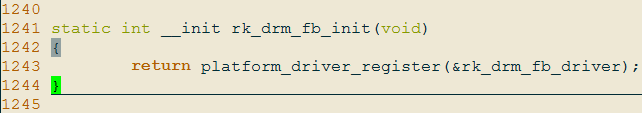 1240
1241 static int __init rk_drm_fb_init(void)
1242 {
1243         return platform_driver_register(&rk_drm_fb_driver);
1244 }
1245